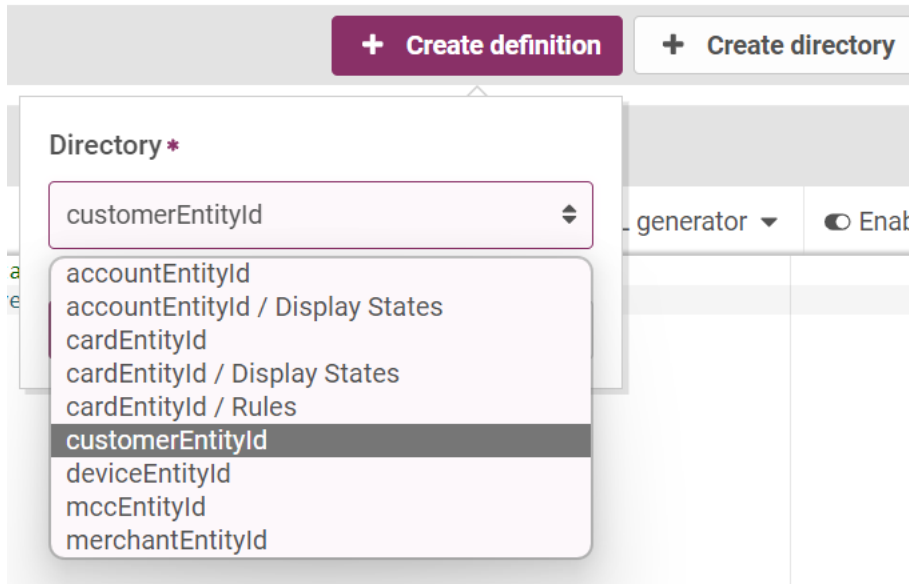 + Create definition + Create directory
Directory *
customerEntityId
generator Enab
accountEntityId
accountEntityId / Display States
cardEntityId
cardEntityId / Display States
cardEntityId / Rules
customerEntityId
deviceEntityId
mccEntityId
merchantEntityId